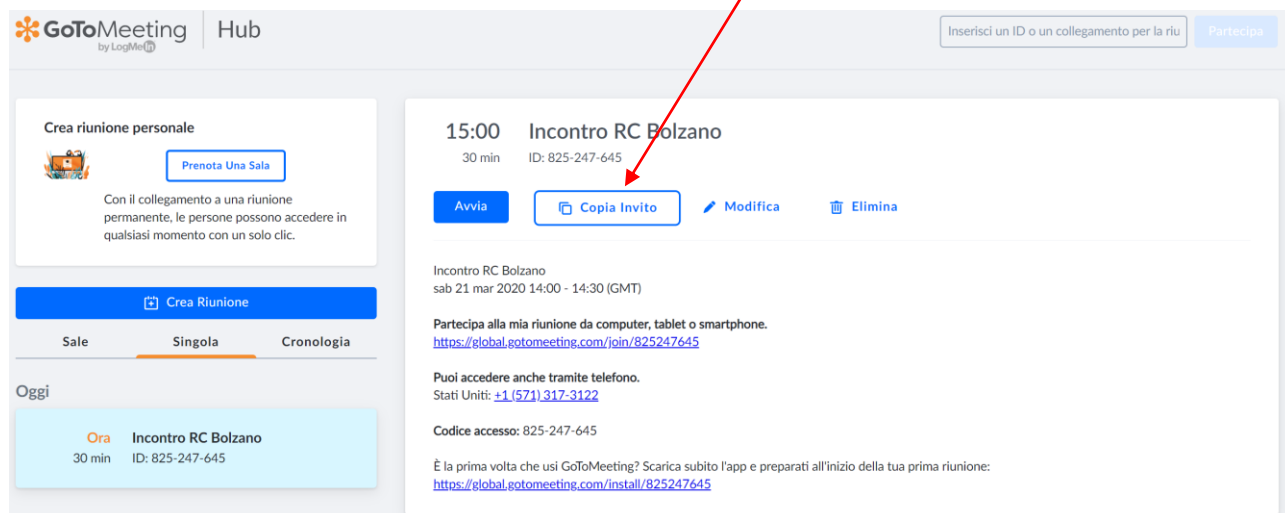 GoToMeeting Hub
by LogMeIn
Inserisci un ID o un collegamento per la riu
Partecipa
Crea riunione personale
Prenota Una Sala
Con il collegamento a una riunione
permanente, le persone possono accedere in
qualsiasi momento con un solo clic.
Crea Riunione
Sale Singola Cronologia
Oggi
Ora Incontro RC Bolzano
30 min ID: 825-247-645
15:00 Incontro RC Bolzano
30 min ID: 825-247-645
Avvia Copia Invito Modifica Elimina
Incontro RC Bolzano
sab 21 mar 2020 14:00 - 14:30 (GMT)
Partecipa alla mia riunione da computer, tablet o smartphone.
https://global.gotomeeting.com/join/825247645
Puoi accedere anche tramite telefono.
Stati Uniti: +1 (571) 317-3122
Codice accesso: 825-247-645
È la prima volta che usi GoToMeeting? Scarica subito l'app e preparati all'inizio della tua prima riunione:
https://global.gotomeeting.com/install/825247645